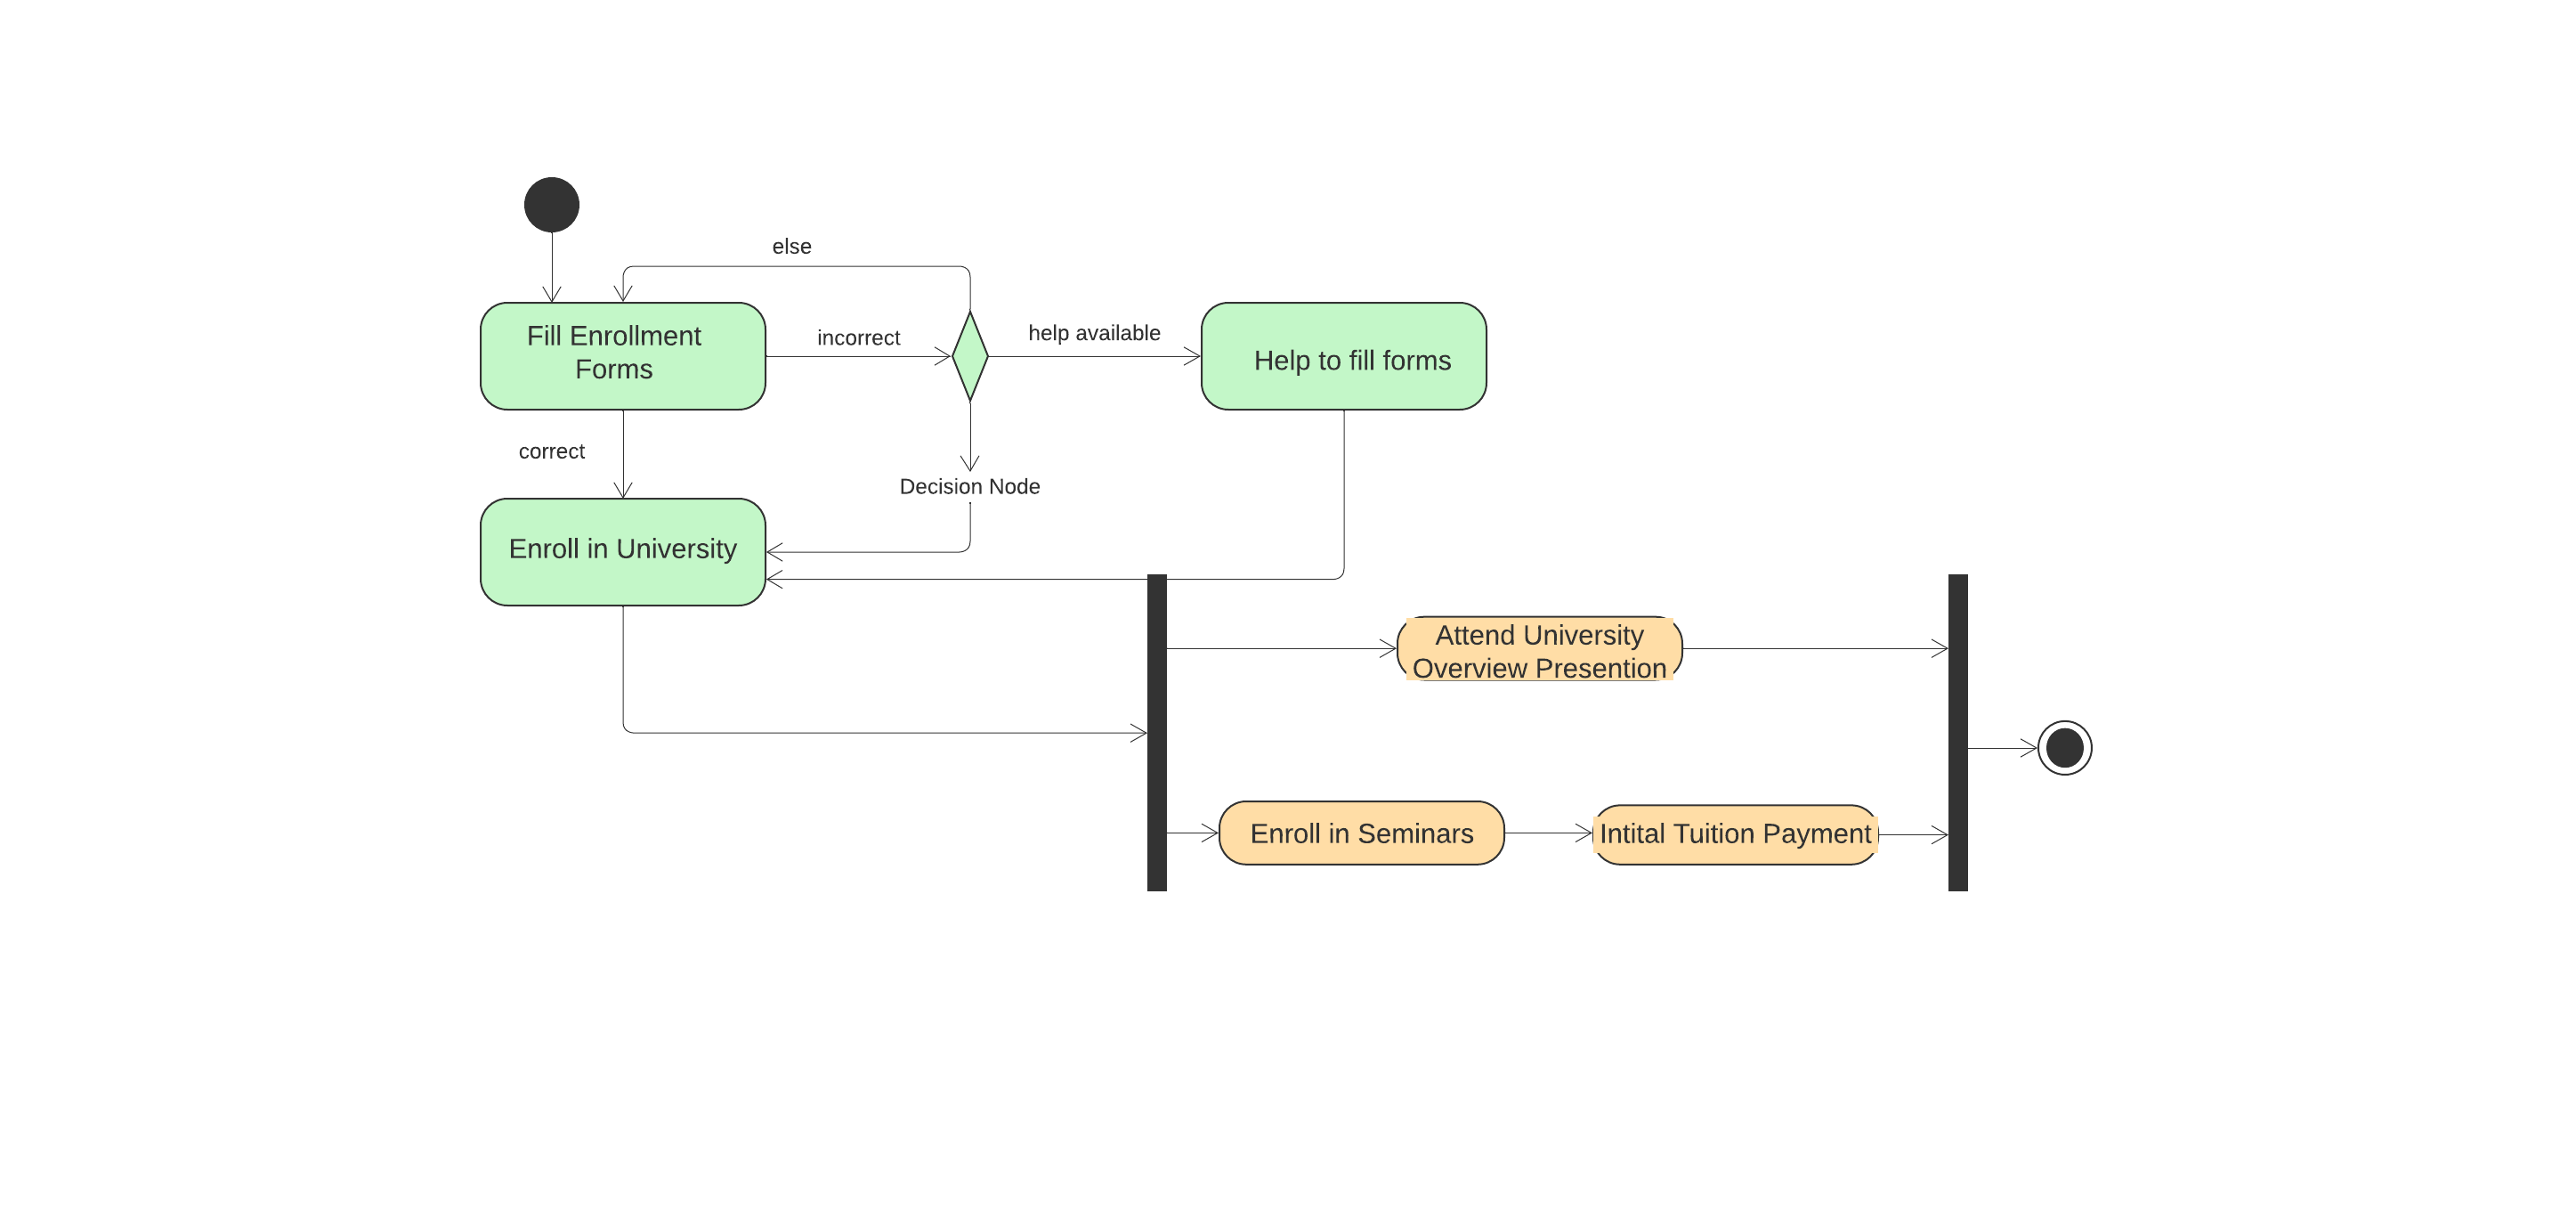 else
Fill Enrollment
Forms
incorrect
help available
Help to fill forms
correct
Decision Node
Enroll in University
Attend University
Overview Presention
Enroll in Seminars
Intital Tuition Payment